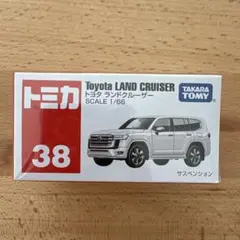 トミカ
38
Toyota LAND CRUISER
トヨタ ランドクルーザー
SCALE 1/66
TAKARA
TOMY
サスペンション